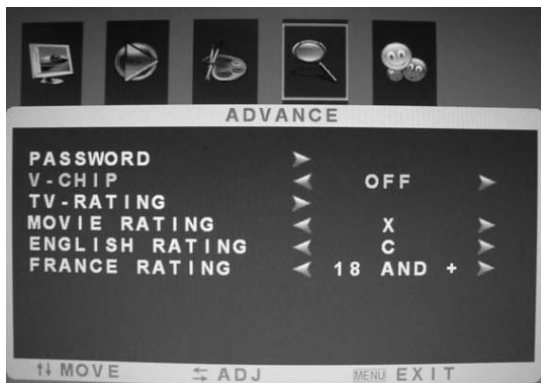 ADVANCE
PASSWORD
V-CHIP OFF
TV-RATING
MOVIE RATING X
ENGLISH RATING C
FRANCE RATING 18 AND +
MOVE ADJ MENU EXIT